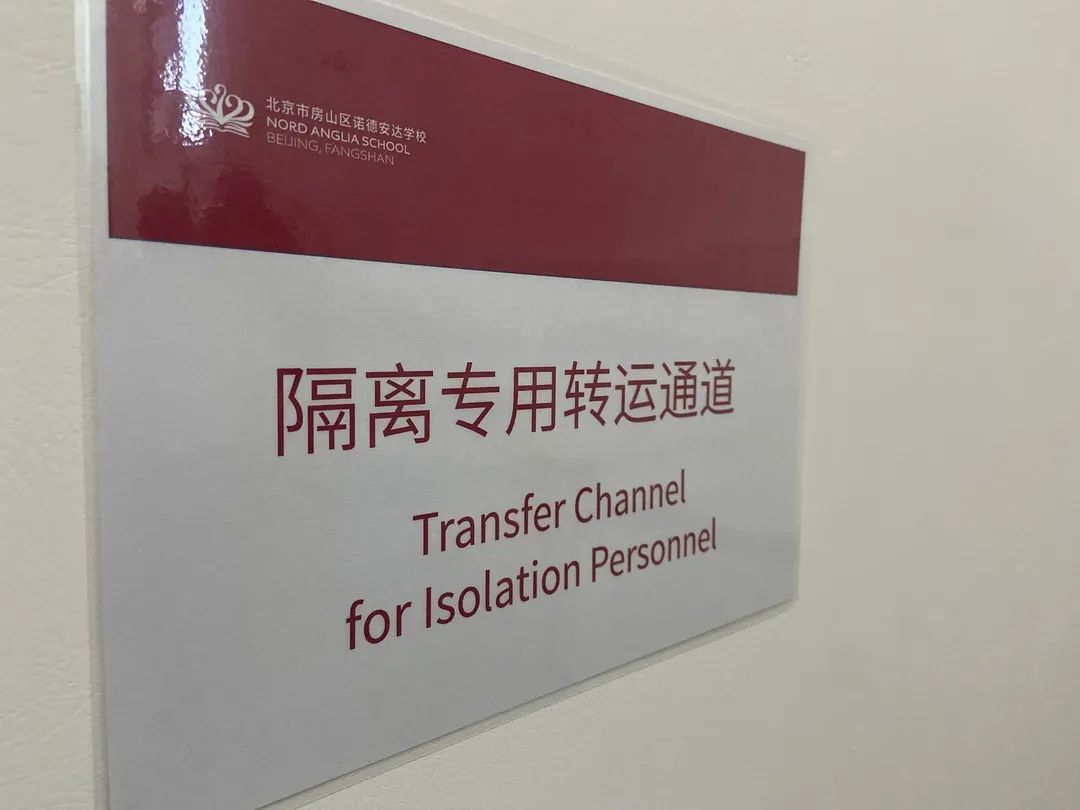 北京市房山区诺德安达学校
NORD ANGLIA SCHOOL
BEIJING, FANGSHAN
隔离专用转运通道
Transfer Channel
for Isolation Personnel